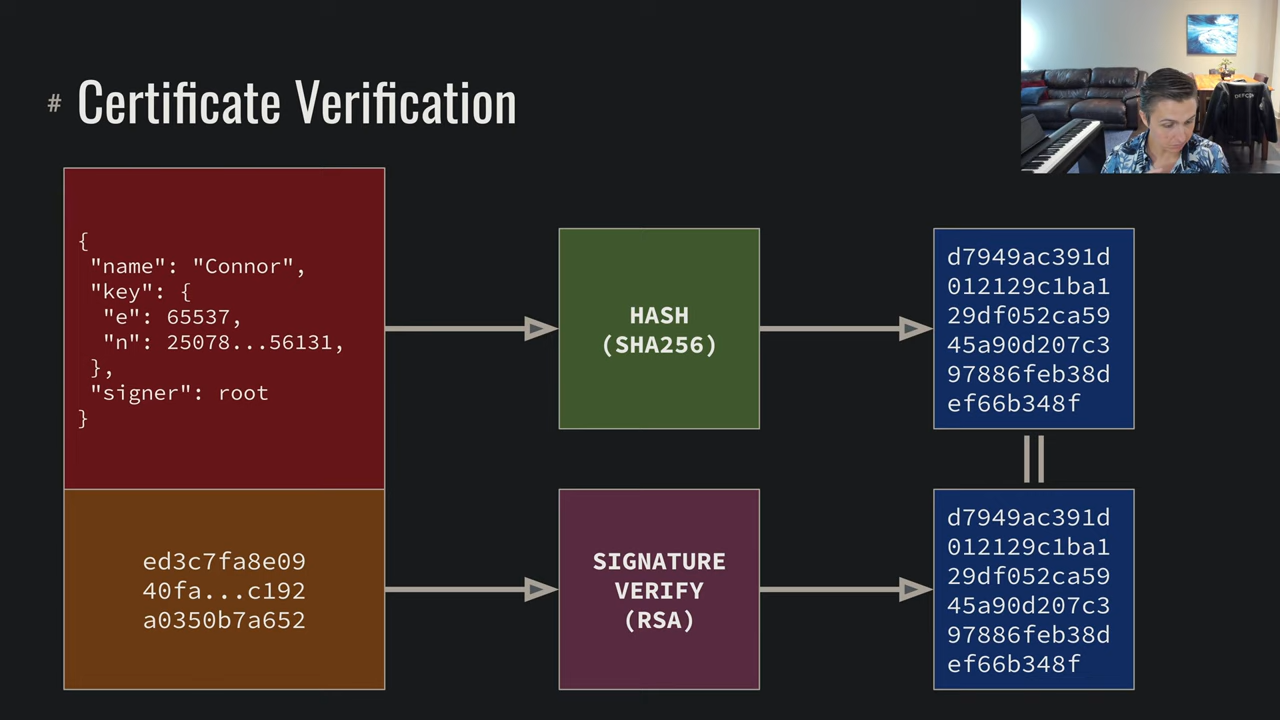 # Certificate Verification
{
"name": "Connor",
"key": {
"e": 65537,
"n": 25078...56131,
},
"signer": root
}
HASH
(SHA256)
d7949ac391d
012129c1ba1
29df052ca59
45a90d207c3
97886feb38d
ef66b348f
ed3c7fa8e09
40fa...c192
a0350b7a652
SIGNATURE
VERIFY
(RSA)
d7949ac391d
012129c1ba1
29df052ca59
45a90d207c3
97886feb38d
ef66b348f